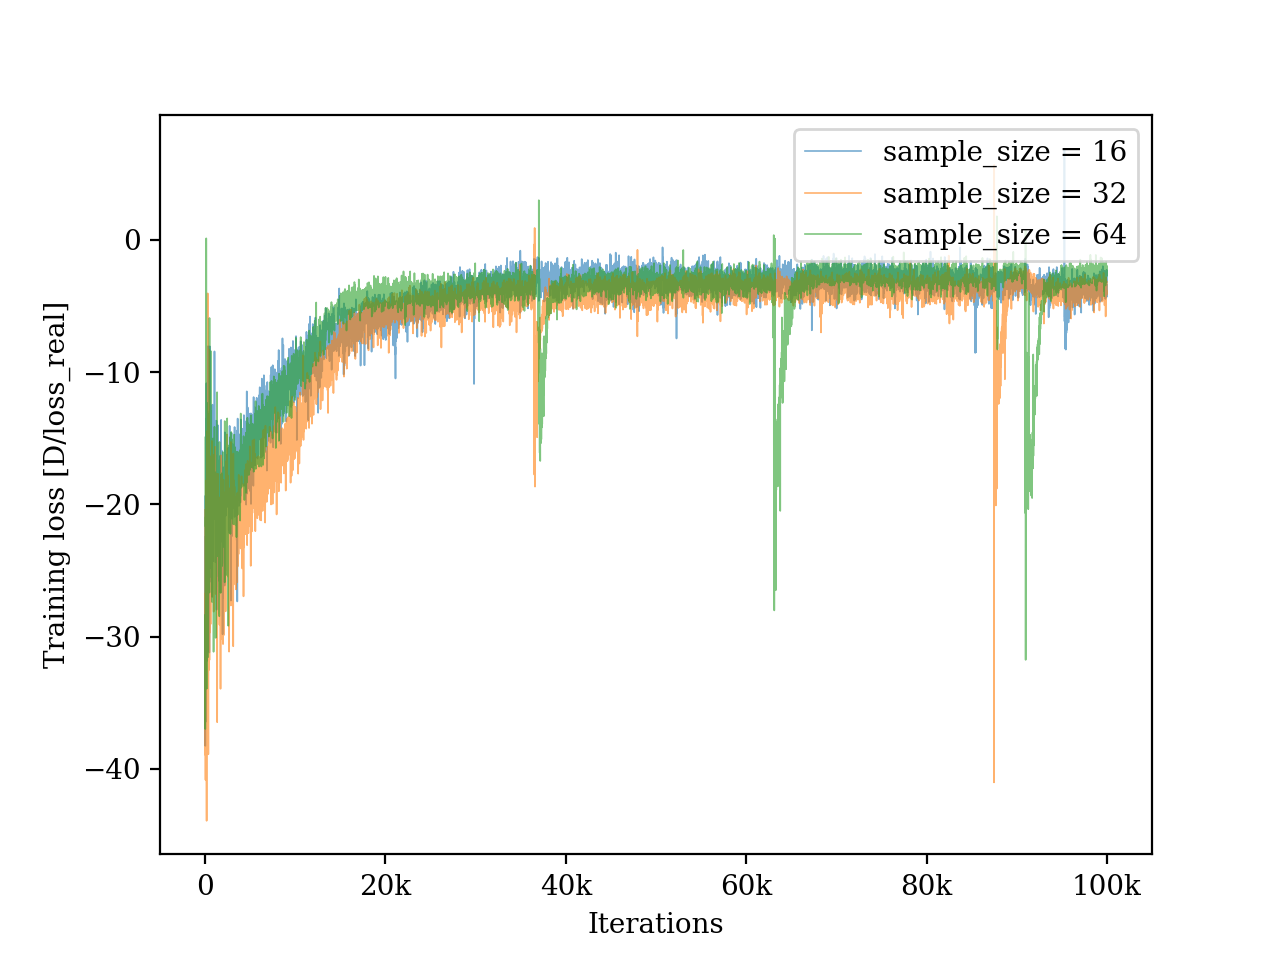 sample_size = 16
sample_size = 32
sample_size = 64
Training loss [D/loss_real]
0
−10
−20
−30
−40
0
20k
40k
60k
80k
100k
Iterations